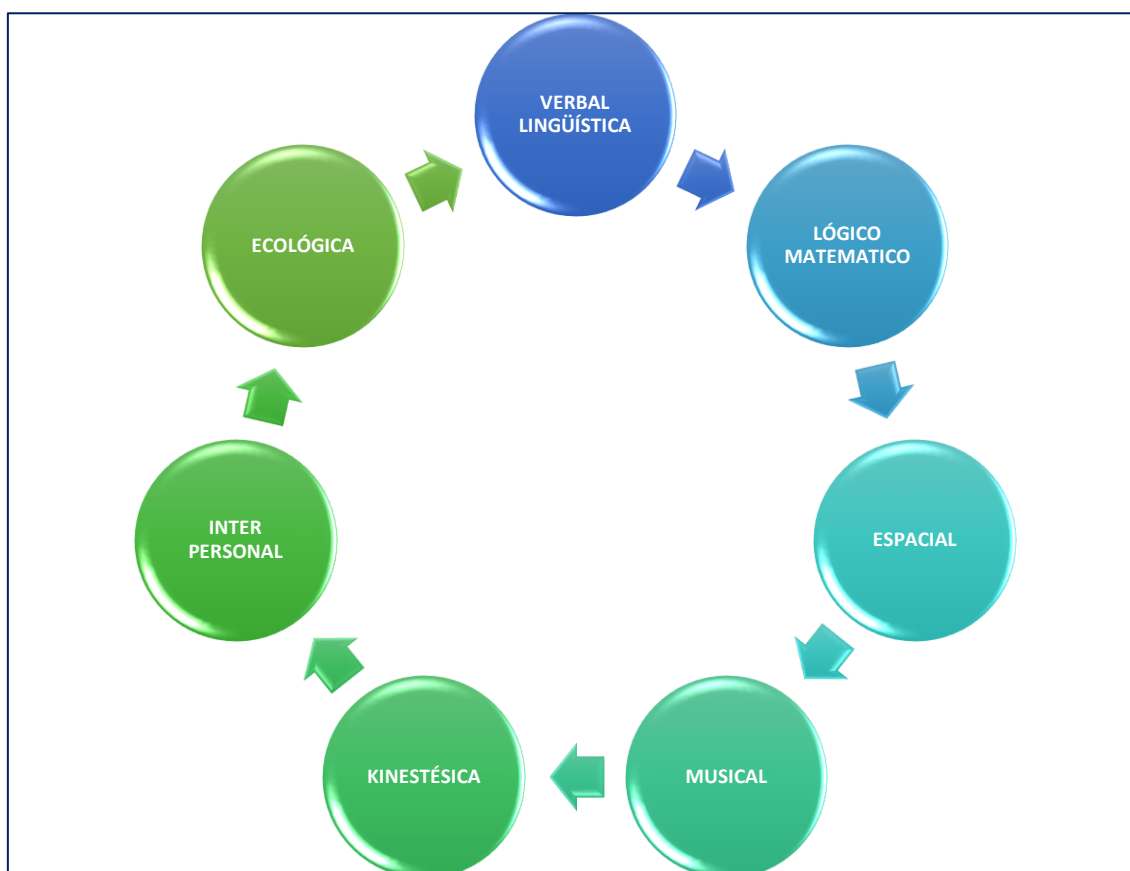 VERBAL
LINGÜÍSTICA
LÓGICO
MATEMATICO
ESPACIAL
MUSICAL
KINESTÉSICA
INTER
PERSONAL
ECOLÓGICA